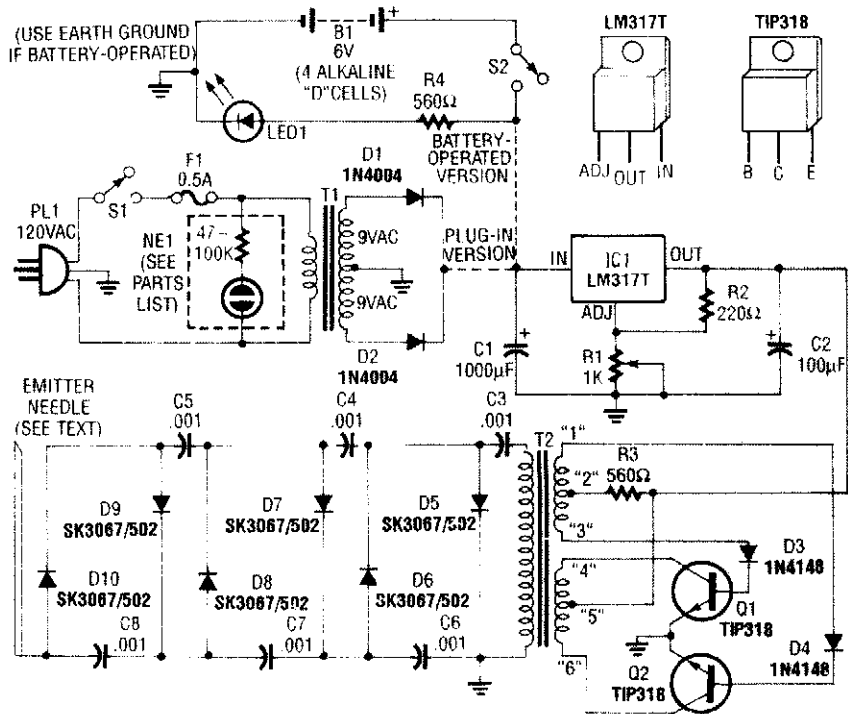 (USE EARTH GROUND
IF BATTERY-OPERATED)
B1
6V
(4 ALKALINE
"D"CELLS)
+
S2
R4
560Ω
LED1
BATTERY-
OPERATED
VERSION
LM317T
ADJ OUT IN
TIP318
B C E
PL1
120VAC
S1
F1
0.5A
NE1
(SEE
PARTS
LIST)
47–
100K
T1
D1
1N4004
9VAC
9VAC
D2
1N4004
PLUG-IN
VERSION
IN
IC1
LM317T
OUT
ADJ
R2
220Ω
C1
1000µF
+
R1
1K
+
C2
100µF
EMITTER
NEEDLE
(SEE TEXT)
C5
.001
C4
.001
C3
.001
T2
"1"
"2"
R3
560Ω
"3"
D9
SK3067/502
D7
SK3067/502
D5
SK3067/502
D3
1N4148
D10
SK3067/502
D8
SK3067/502
D6
SK3067/502
"4"
"5"
"6"
Q1
TIP318
D4
1N4148
C8
.001
C7
.001
C6
.001
Q2
TIP318